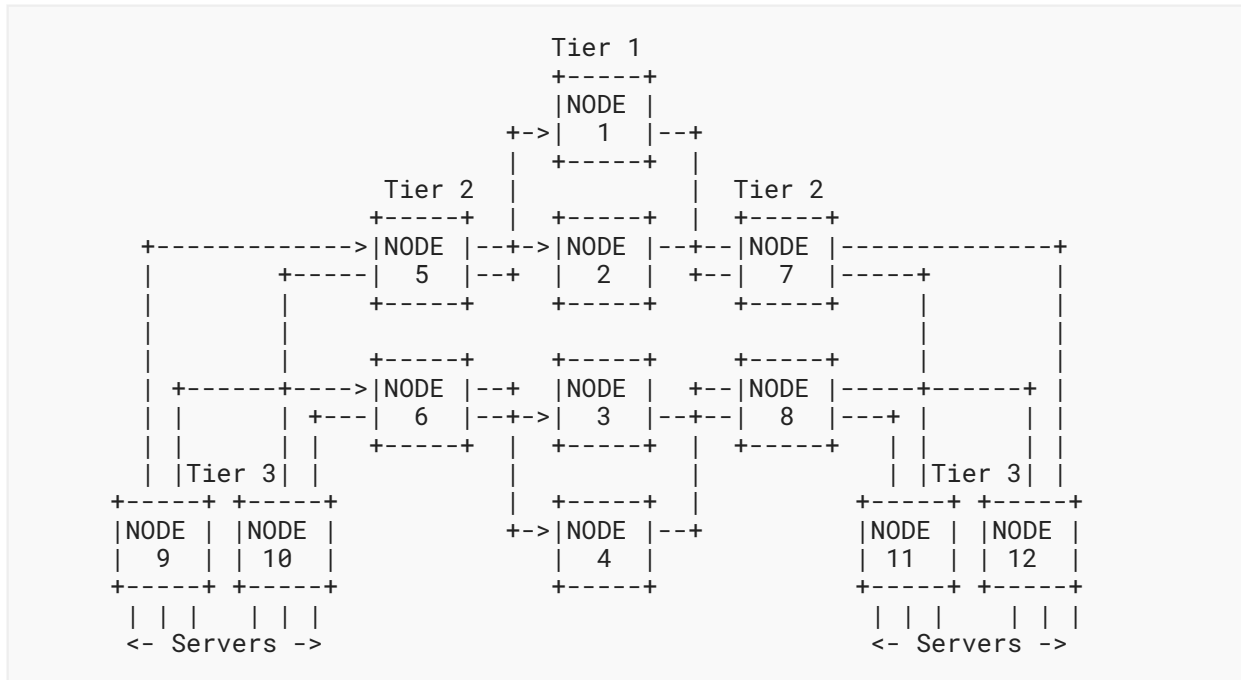 Tier 1
                             +-----+
                             |NODE |
                          +->|  1  |--+
                          |  +-----+  |
                  Tier 2  |           |  Tier 2
                 +-----+  |  +-----+  |  +-----+
  +------------->|NODE |--+->|NODE |--+--|NODE |--------------+
  |        +-----|  5  |--+  |  2  |  +--|  7  |-----+        |
  |        |     +-----+     +-----+     +-----+     |        |
  |        |                                         |        |
  |        |     +-----+     +-----+     +-----+     |        |
  | +------+---->|NODE |--+  |NODE |  +--|NODE |-----+------+ |
  | |      | +---|  6  |--+->|  3  |--+--|  8  |---+ |      | |
  | |      | |   +-----+  |  +-----+  |  +-----+   | |      | |
  | |Tier 3| |            |           |            | |Tier 3| |
+-----+ +-----+           |  +-----+  |          +-----+ +-----+
|NODE | |NODE |           +->|NODE |--+          |NODE | |NODE |
|  9  | | 10  |              |  4  |             | 11  | | 12  |
+-----+ +-----+              +-----+             +-----+ +-----+
 | | |   | | |                                    | | |   | | |
 <- Servers ->                                    <- Servers ->